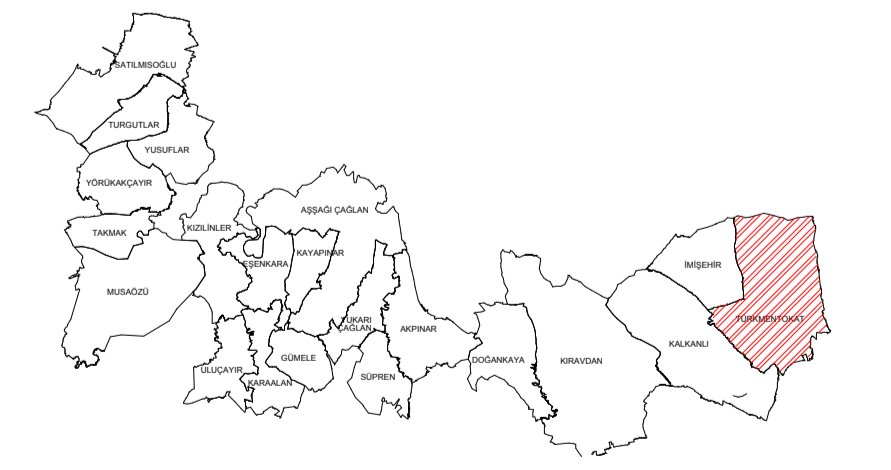 SATILMISOĞLU
TURGUTLAR
YUSUFLAR
YÖRÜKAKÇAYIR
AŞŞAĞI ÇAĞLAN
KIZILİNLER
TAKMAK
KAYAPINAR
EŞENKARA
İMİŞEHİR
MUSAÖZÜ
YUKARI
ÇAĞLAN
AKPINAR
TÜRKMENTOKAT
KALKANLI
GÜMELE
DOĞANKAYA
KIRAVDAN
ULUÇAYIR
SÜPREN
KARAALAN